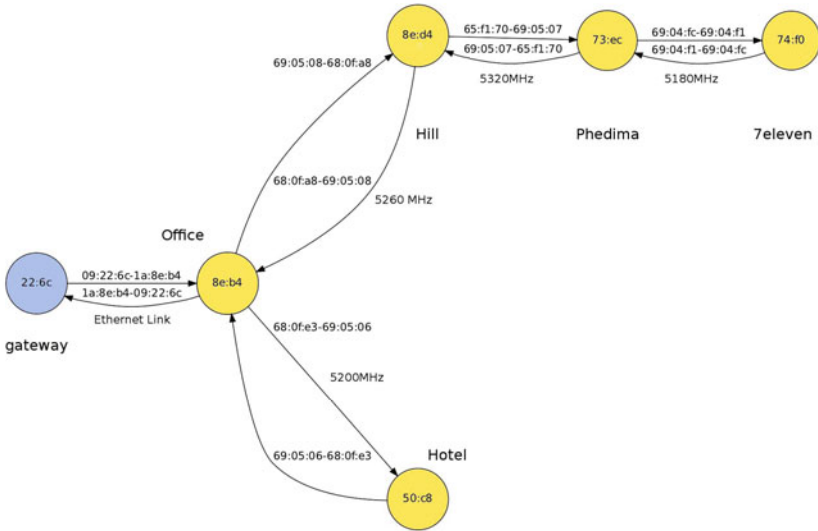 8e:d4
65:f1:70-69:05:07
69:05:07-65:f1:70
5320MHz
73:ec
69:04:fc-69:04:f1
69:04:f1-69:04:fc
5180MHz
74:f0
69:05:08-68:0f:a8
Hill
Phedima
7eleven
68:0f:a8-69:05:08
5260 MHz
Office
22:6c
09:22:6c-1a:8e:b4
1a:8e:b4-09:22:6c
Ethernet Link
8e:b4
gateway
68:0f:e3-69:05:06
5200MHz
69:05:06-68:0f:e3
Hotel
50:c8